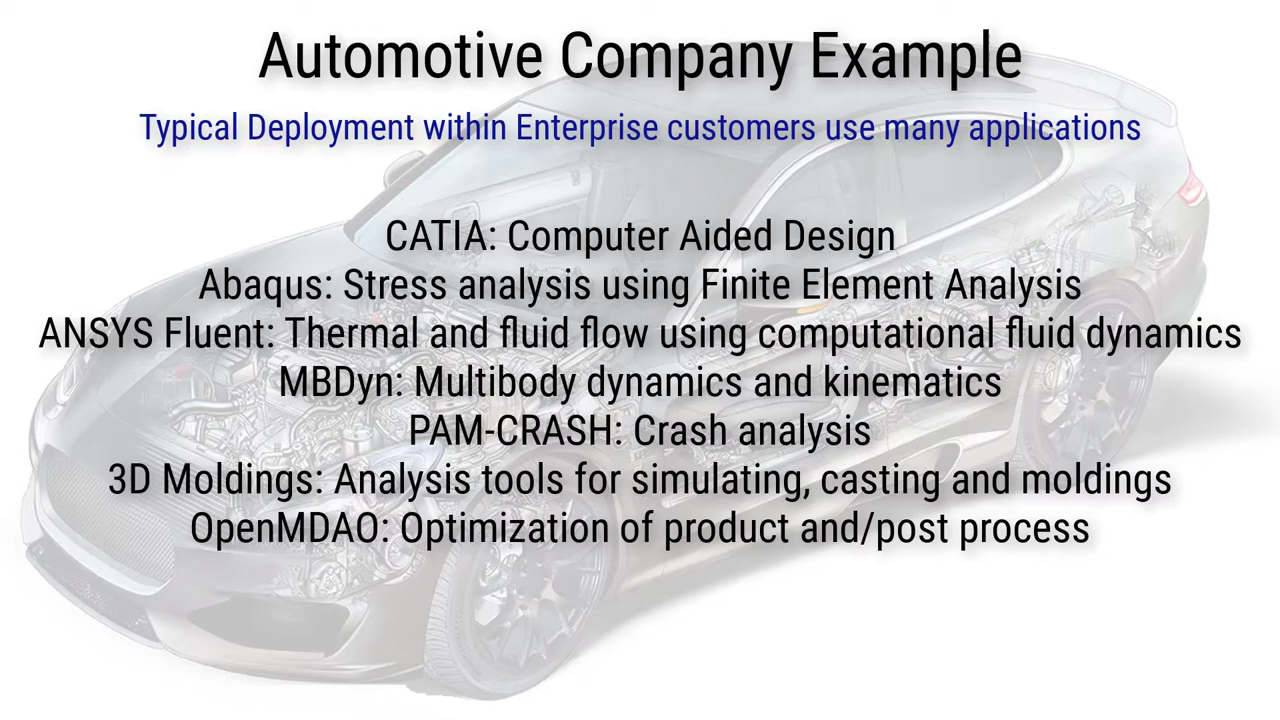 Automotive Company Example
Typical Deployment within Enterprise customers use many applications
CATIA: Computer Aided Design
Abaqus: Stress analysis using Finite Element Analysis
ANSYS Fluent: Thermal and fluid flow using computational fluid dynamics
MBDyn: Multibody dynamics and kinematics
PAM-CRASH: Crash analysis
3D Moldings: Analysis tools for simulating, casting and moldings
OpenMDAO: Optimization of product and/post process